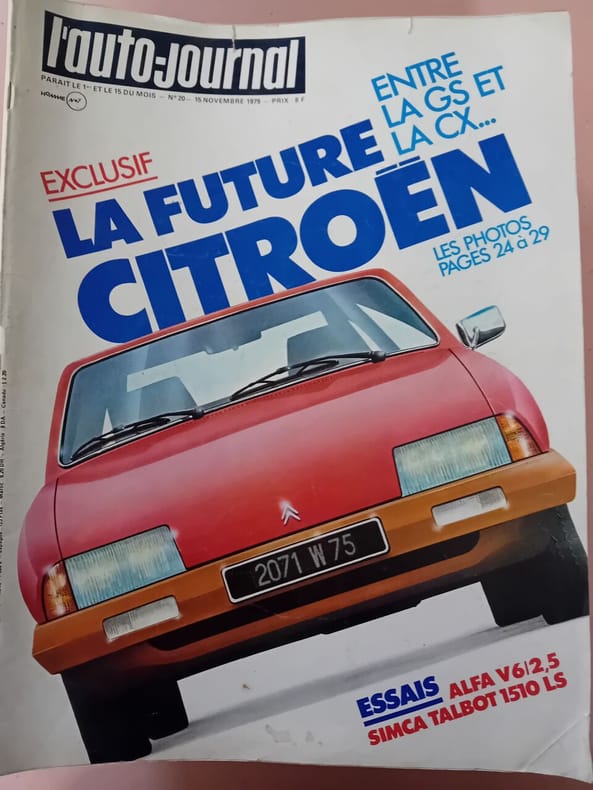 l'auto-journal
PARAIT LE 1er ET LE 15 DU MOIS — N° 20 — 15 NOVEMBRE 1979 — PRIX 8 F
ENTRE
LA GS ET
LA CX...
EXCLUSIF
LA FUTURE
CITROËN
LES PHOTOS
PAGES 24 à 29
2071 W 75
ESSAIS ALFA V6/2,5
SIMCA TALBOT 1510 LS